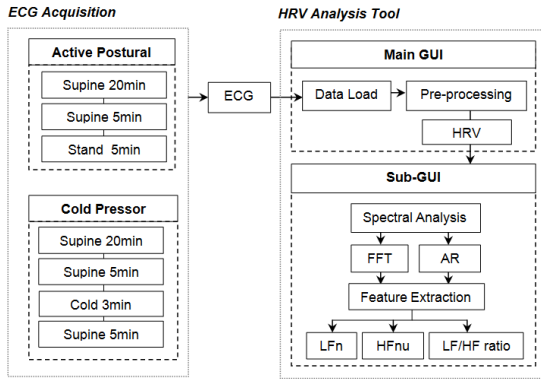 ECG Acquisition
Active Postural
Supine 20min
Supine 5min
Stand 5min
Cold Pressor
Supine 20min
Supine 5min
Cold 3min
Supine 5min
ECG
HRV Analysis Tool
Main GUI
Data Load
Pre-processing
HRV
Sub-GUI
Spectral Analysis
FFT
AR
Feature Extraction
LFn
HFnu
LF/HF ratio